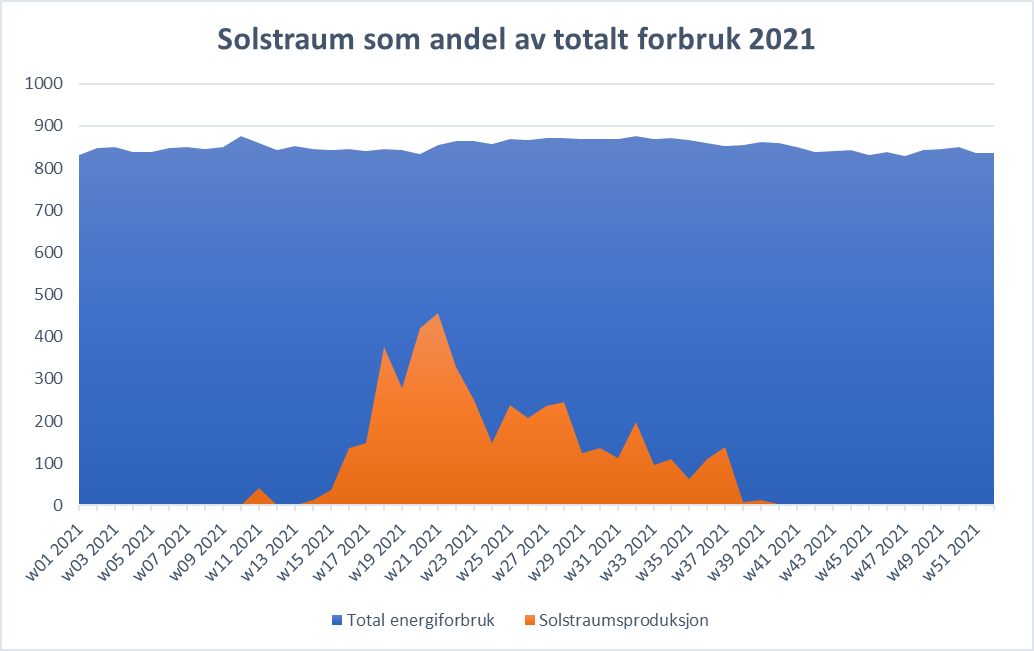 Solstraum som andel av totalt forbruk 2021
1000
900
800
700
600
500
400
300
200
100
0
w01 2021
w03 2021
w05 2021
w07 2021
w09 2021
w11 2021
w13 2021
w15 2021
w17 2021
w19 2021
w21 2021
w23 2021
w25 2021
w27 2021
w29 2021
w31 2021
w33 2021
w35 2021
w37 2021
w39 2021
w41 2021
w43 2021
w45 2021
w47 2021
w49 2021
w51 2021
Total energiforbruk
Solstraumsproduksjon